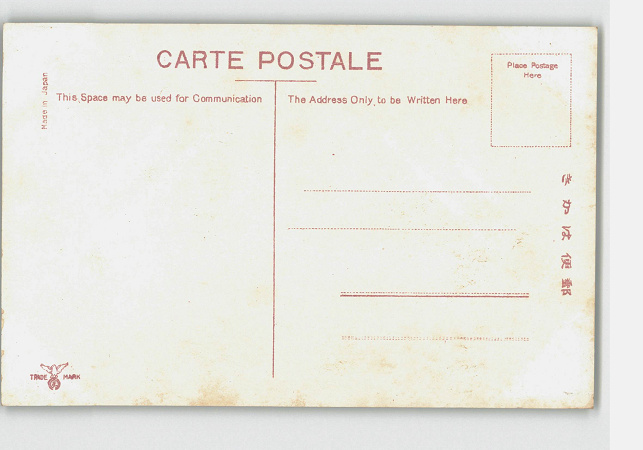 CARTE POSTALE
Made in Japan
This Space may be used for Communication
The Address Only to be Written Here
Place Postage
Here
郵便はかき
TRADE MARK